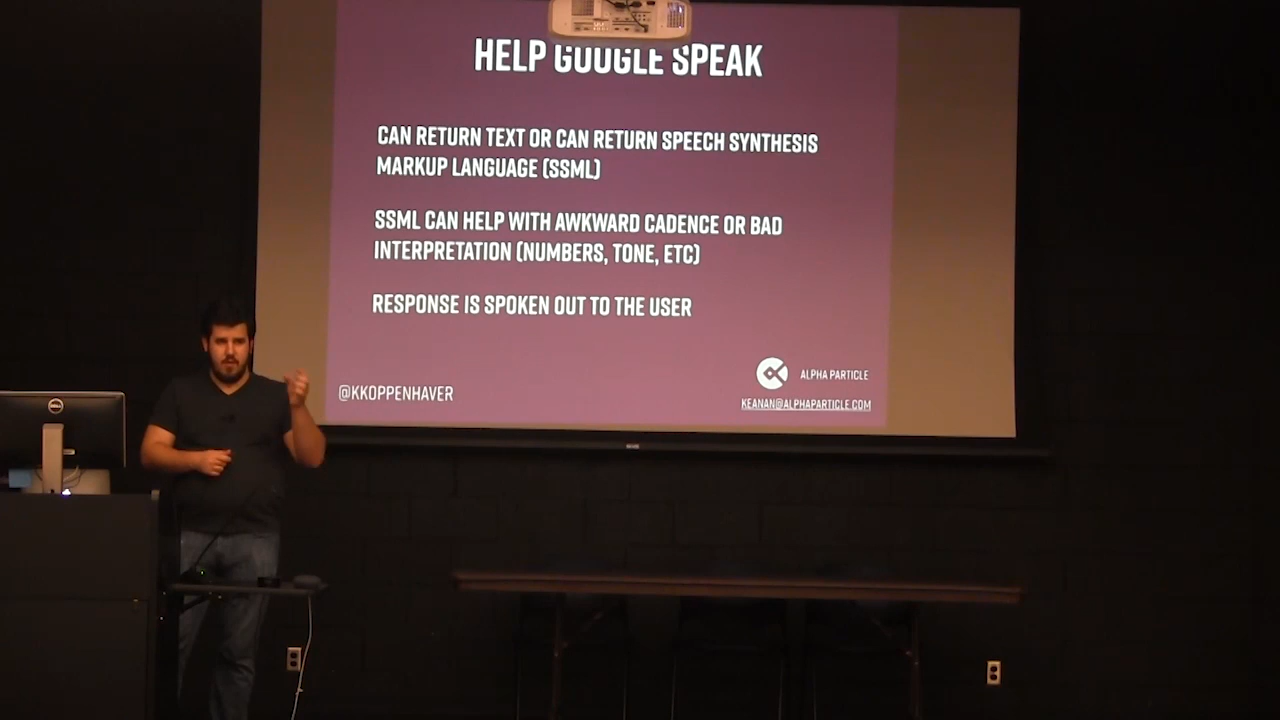 HELP GOOGLE SPEAK
CAN RETURN TEXT OR CAN RETURN SPEECH SYNTHESIS
MARKUP LANGUAGE (SSML)
SSML CAN HELP WITH AWKWARD CADENCE OR BAD
INTERPRETATION (NUMBERS, TONE, ETC)
RESPONSE IS SPOKEN OUT TO THE USER
@KKOPPENHAVER
ALPHA PARTICLE
KEANAN@ALPHAPARTICLE.COM
DELL